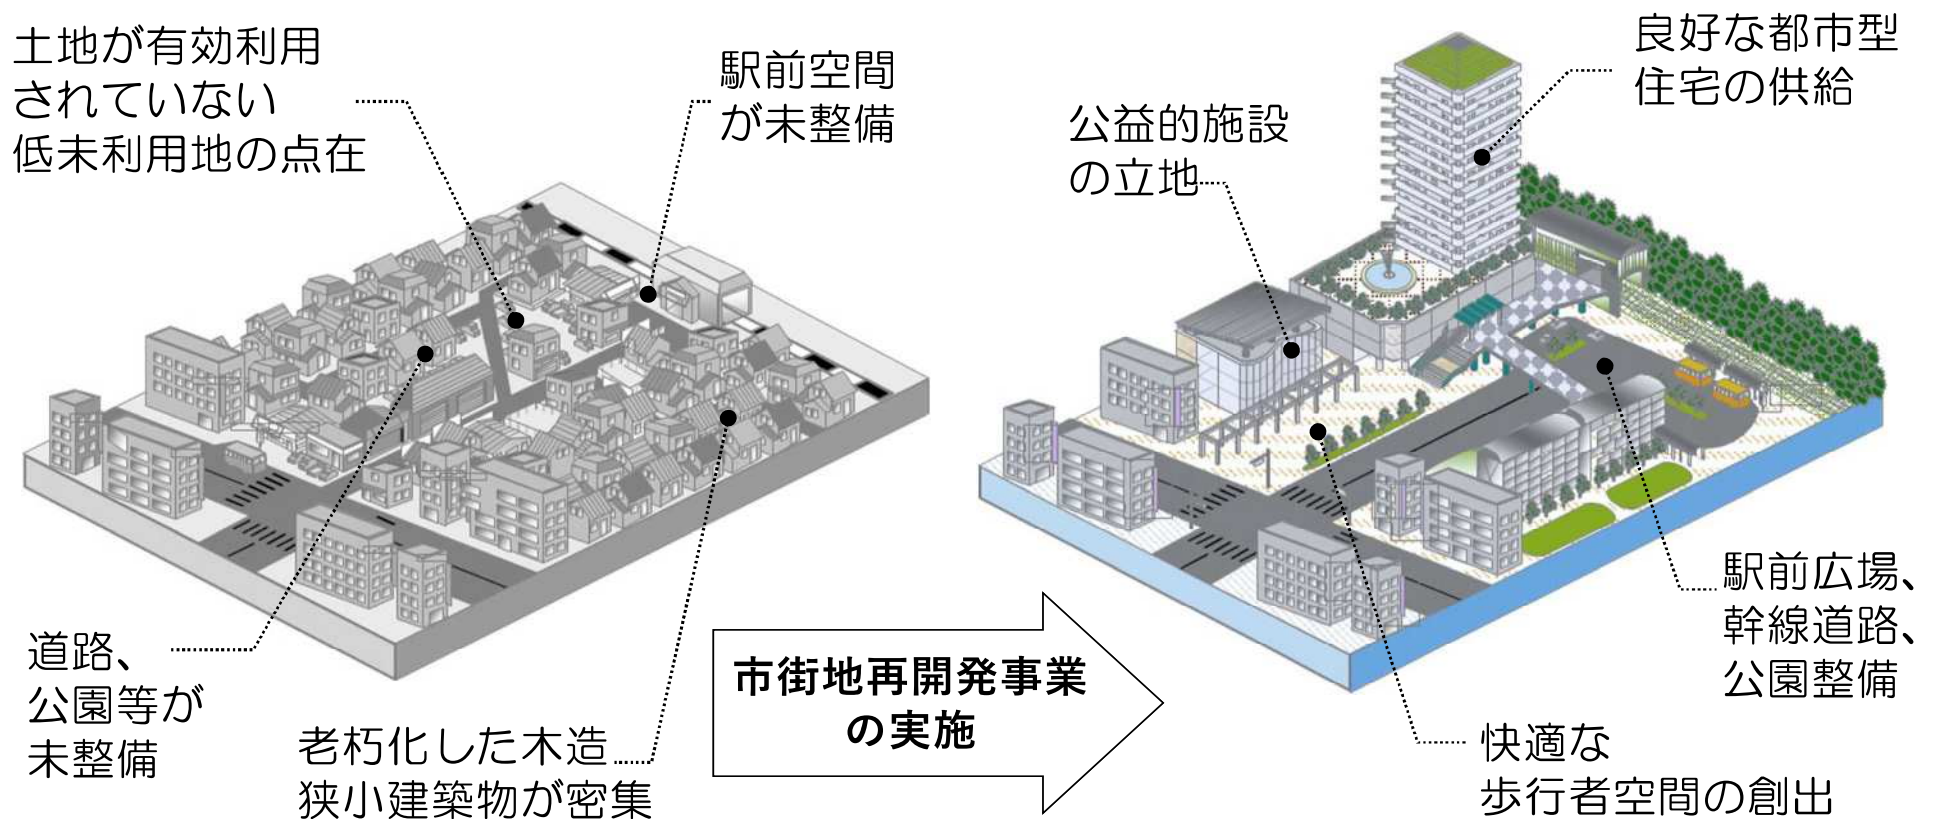 土地が有効利用
されていない
低未利用地の点在
駅前空間
が未整備
道路、
公園等が
未整備
老朽化した木造
狭小建築物が密集
市街地再開発事業
の実施
公益的施設
の立地
良好な都市型
住宅の供給
駅前広場、
幹線道路、
公園整備
快適な
歩行者空間の創出